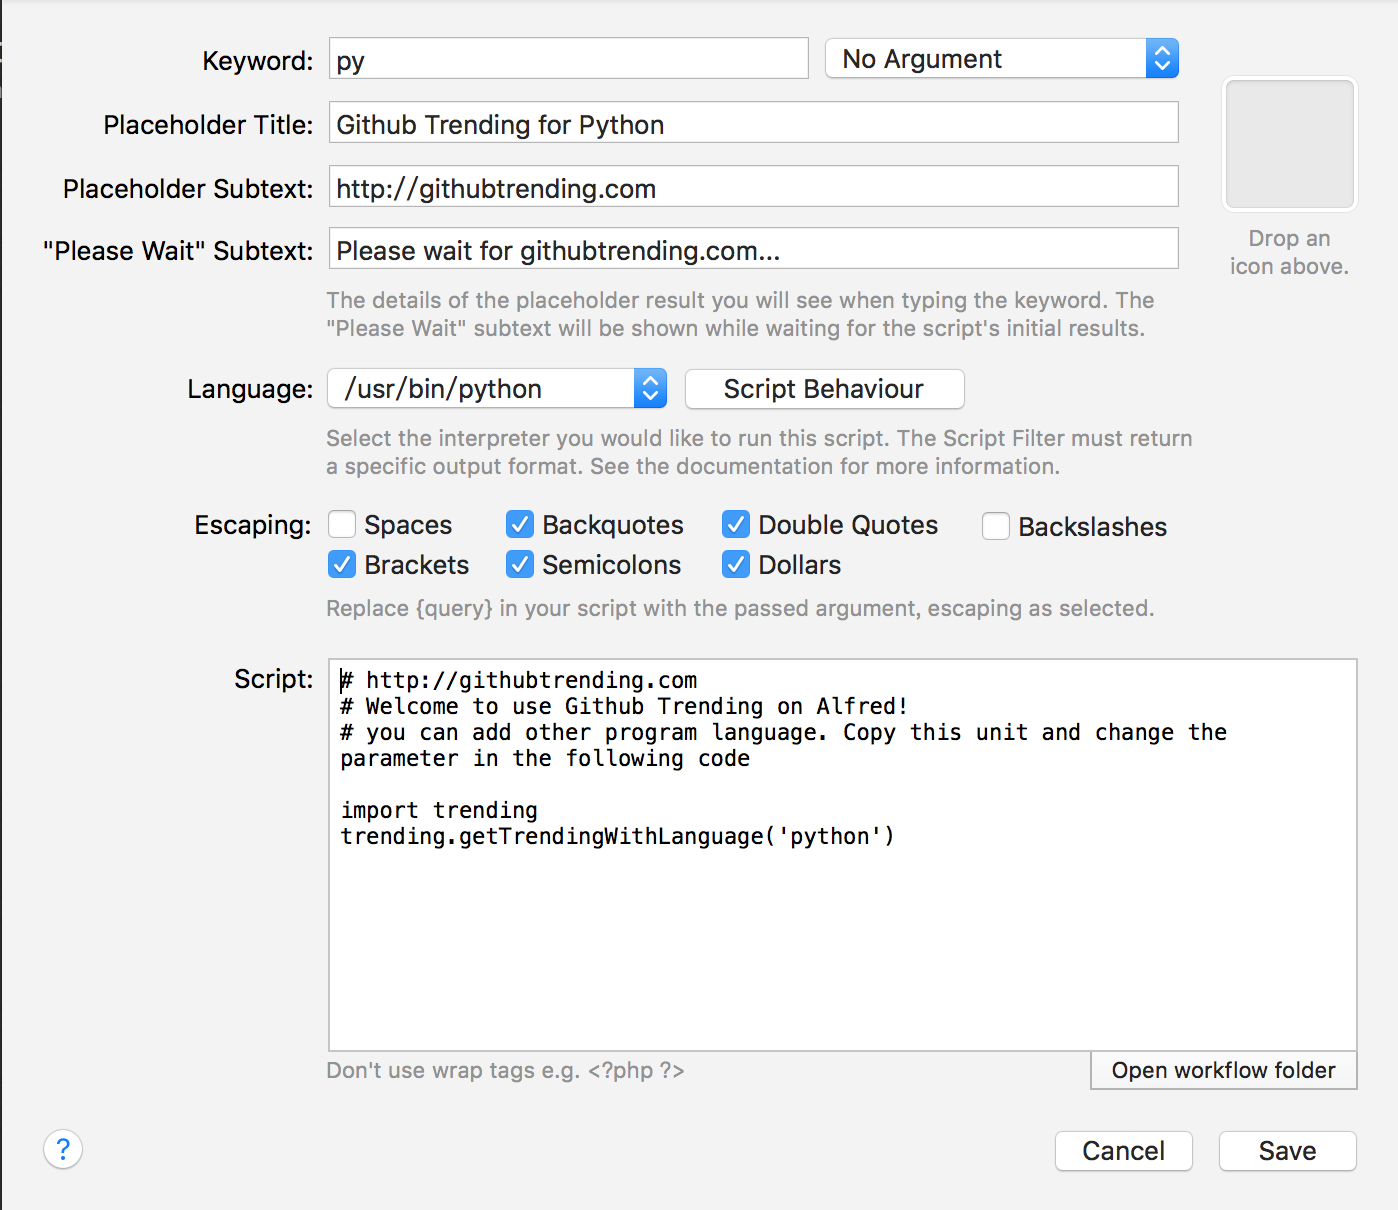 Keyword: py No Argument
Placeholder Title: Github Trending for Python
Placeholder Subtext: http://githubtrending.com
"Please Wait" Subtext: Please wait for githubtrending.com...
Drop an
icon above.
The details of the placeholder result you will see when typing the keyword. The
"Please Wait" subtext will be shown while waiting for the script's initial results.
Language: /usr/bin/python Script Behaviour
Select the interpreter you would like to run this script. The Script Filter must return
a specific output format. See the documentation for more information.
Escaping: Spaces Backquotes Double Quotes Backslashes
Brackets Semicolons Dollars
Replace {query} in your script with the passed argument, escaping as selected.
Script: # http://githubtrending.com
# Welcome to use Github Trending on Alfred!
# you can add other program language. Copy this unit and change the
parameter in the following code
import trending
trending.getTrendingWithLanguage('python')
Don't use wrap tags e.g. <?php ?> Open workflow folder
? Cancel Save